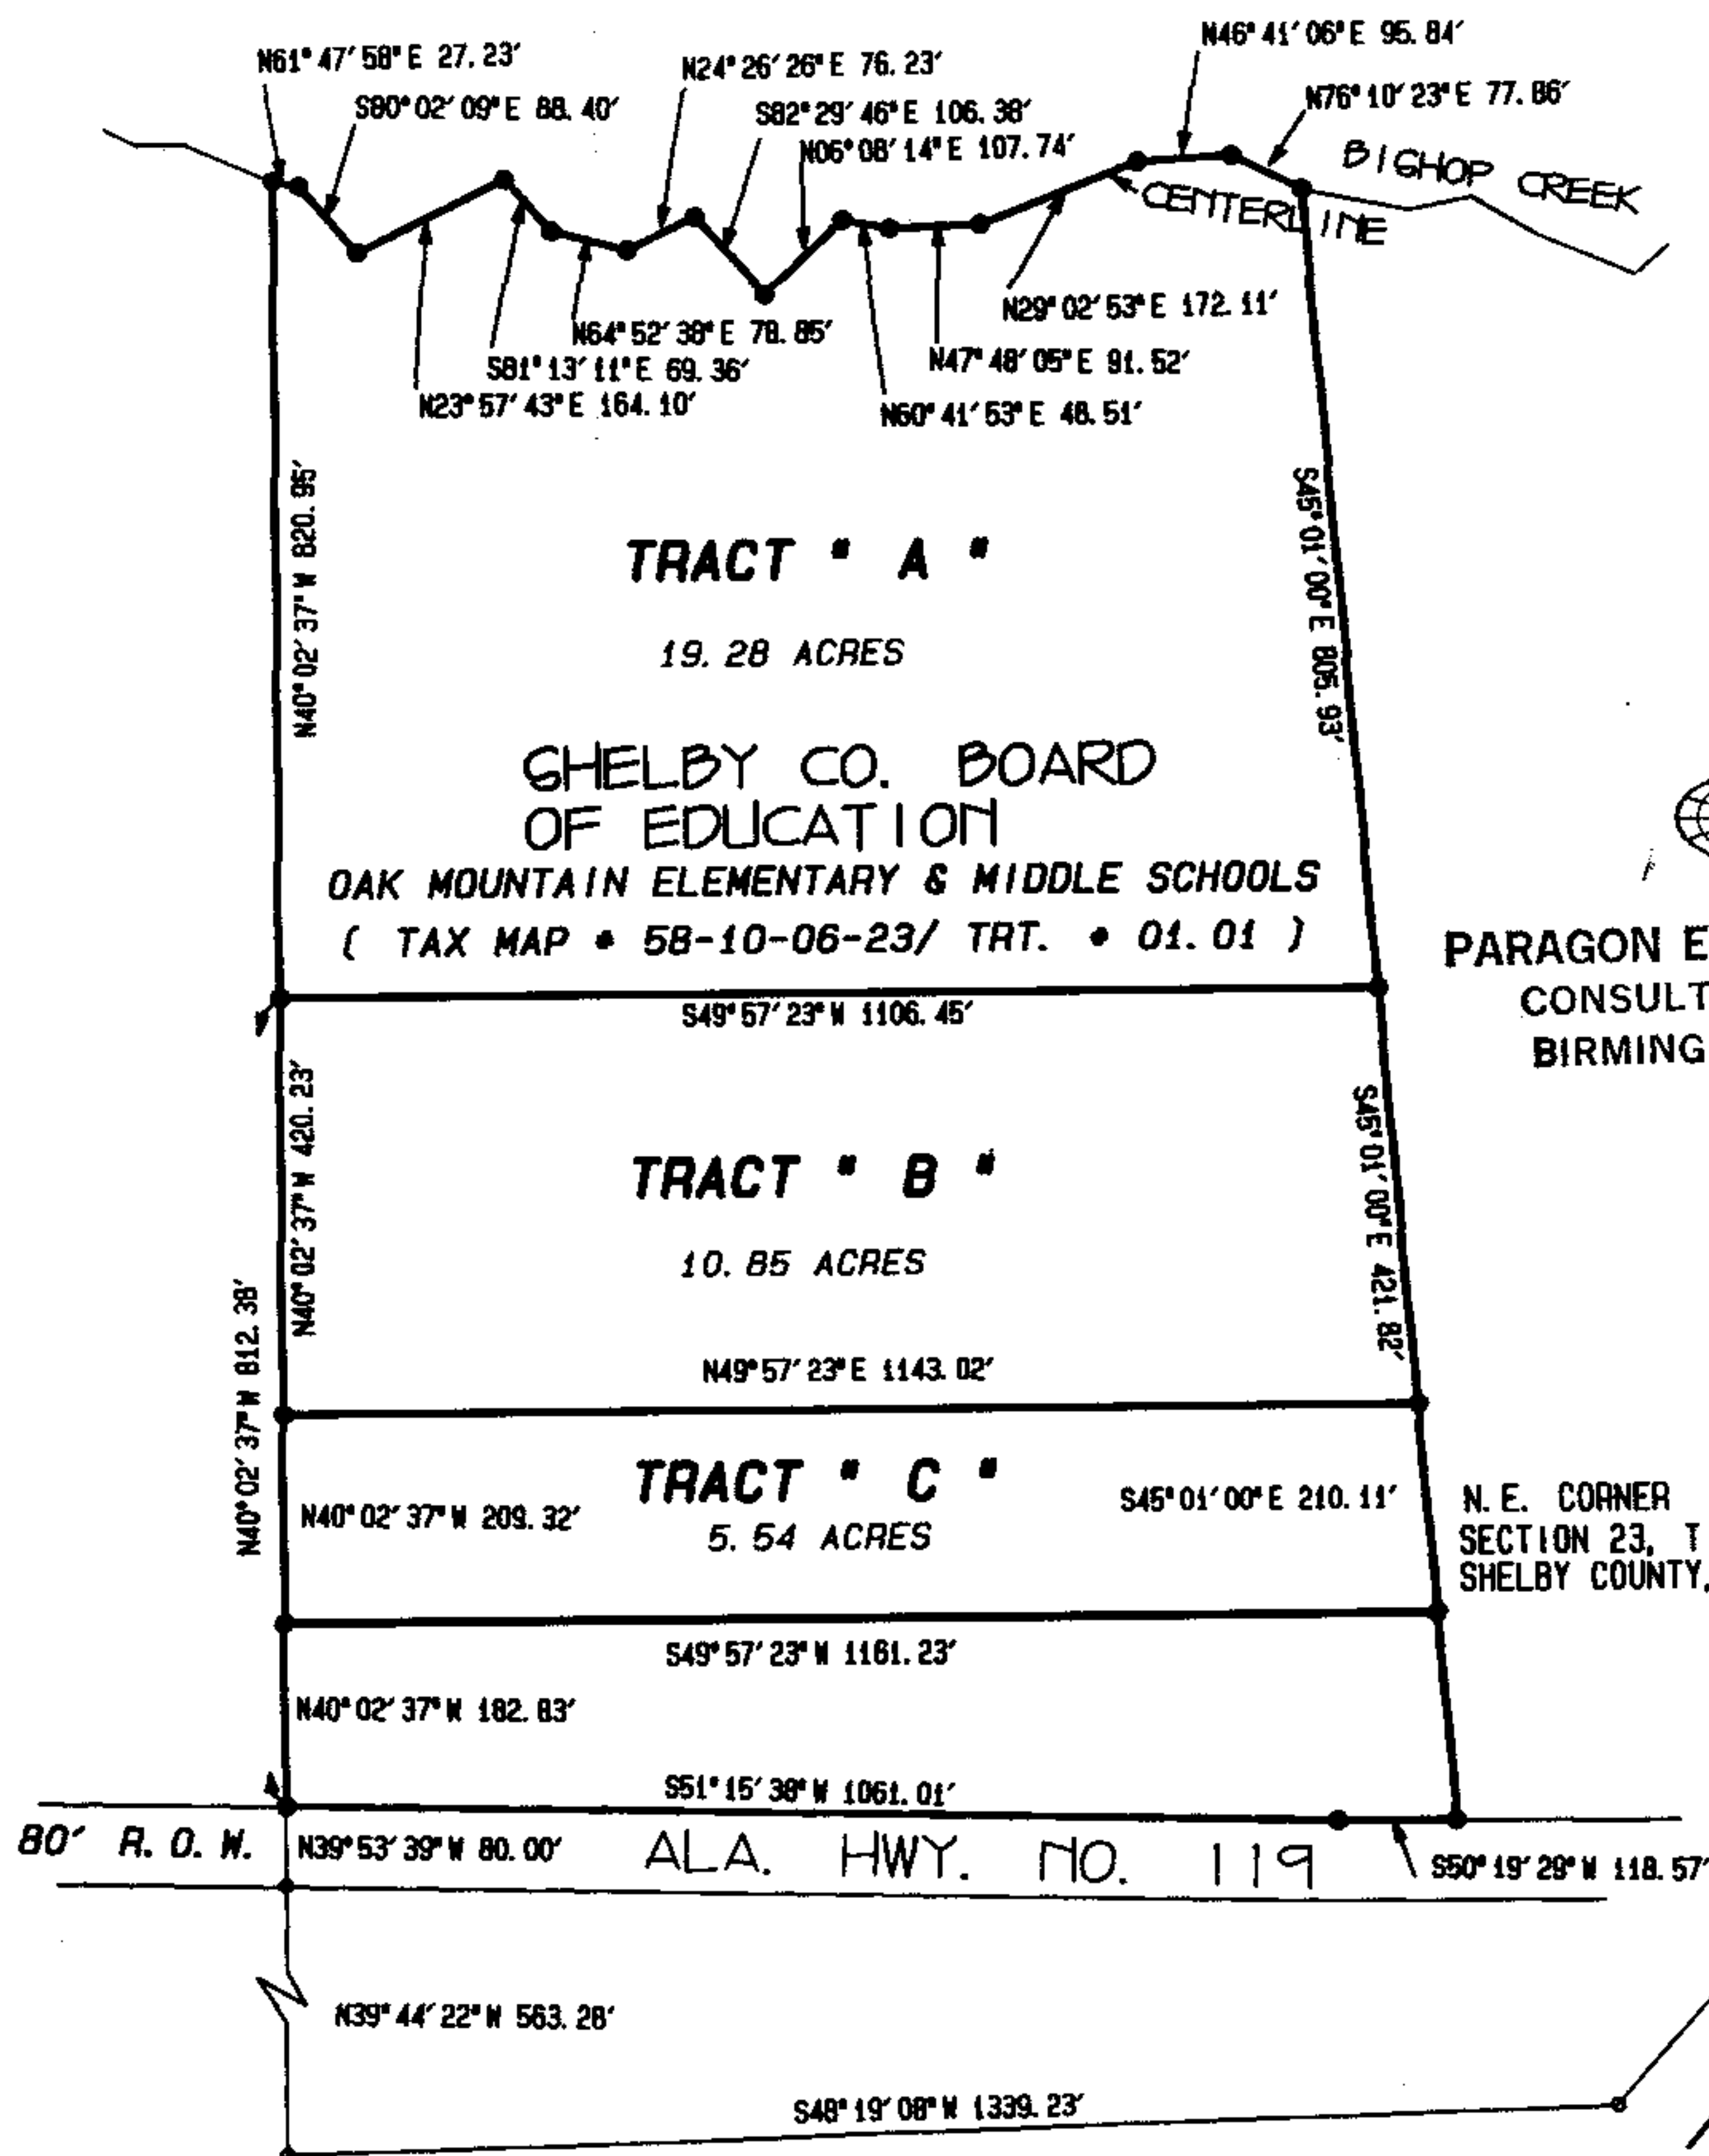 N46°41'06"E 95.84'
N61°47'58"E 27.23'
N24°26'26"E 76.23'
N76°10'23"E 77.86'
S80°02'09"E 88.40'
S82°29'46"E 106.38'
N06°08'14"E 107.74'
BISHOP CREEK
CENTERLINE
N29°02'53"E 172.11'
N64°52'38"E 78.85'
N47°48'05"E 91.52'
S81°13'11"E 69.36'
N23°57'43"E 164.10'
N60°41'53"E 48.51'
N40°02'37"W 820.95'
S45°01'00"E 805.93'
TRACT " A "
19.28 ACRES
SHELBY CO. BOARD
OF EDUCATION
OAK MOUNTAIN ELEMENTARY & MIDDLE SCHOOLS
( TAX MAP # 58-10-06-23/ TRT. # 01.01 )
PARAGON E
CONSULT
BIRMING
S49°57'23"W 1106.45'
N40°02'37"W 420.23'
S45°01'00"E 421.82'
TRACT " B "
10.85 ACRES
N40°02'37"W 812.38'
N49°57'23"E 1143.02'
TRACT " C "
5.54 ACRES
N40°02'37"W 209.32'
S45°01'00"E 210.11'
N.E. CORNER
SECTION 23, T
SHELBY COUNTY,
S49°57'23"W 1161.23'
N40°02'37"W 182.83'
S51°15'38"W 1061.01'
80' R.O.W.
N39°53'39"W 80.00'
ALA. HWY. NO. 119
S50°19'29"W 118.57'
N39°44'22"W 563.28'
S48°19'08"W 1339.23'